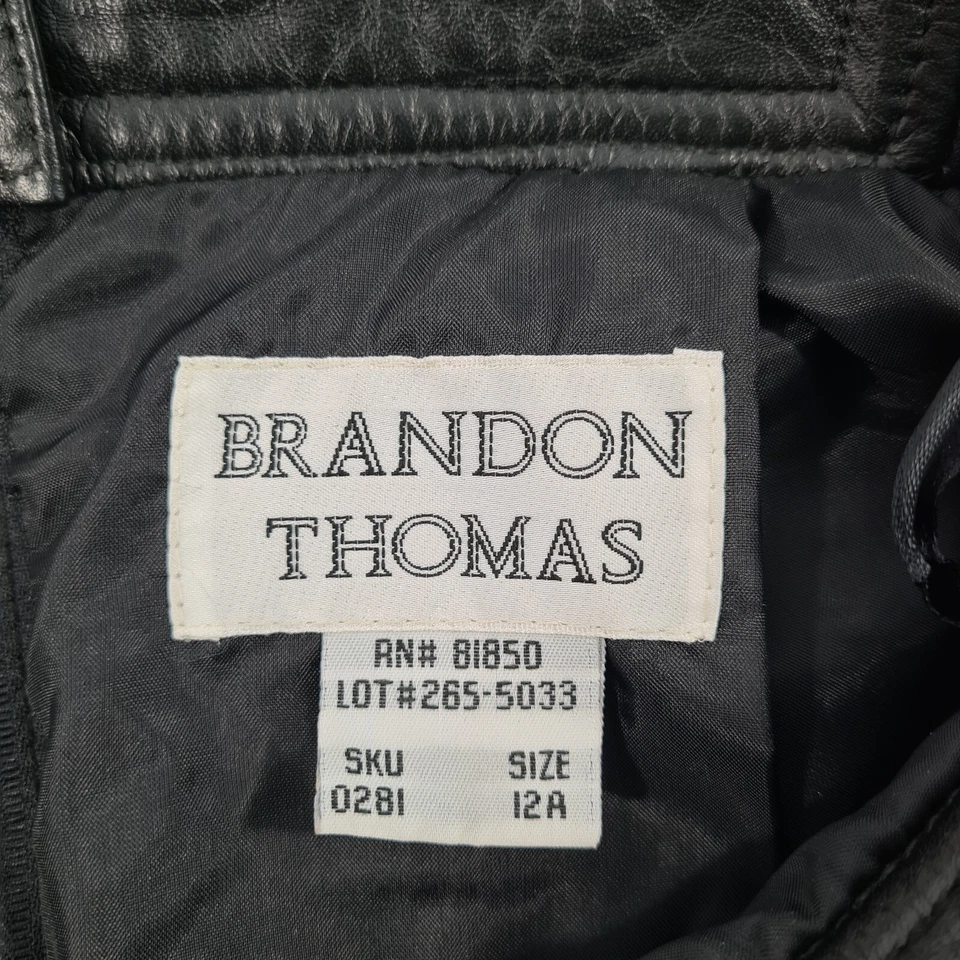 BRANDON
THOMAS
RN# 81850
LOT#265-5033
SKU SIZE
0281 12A